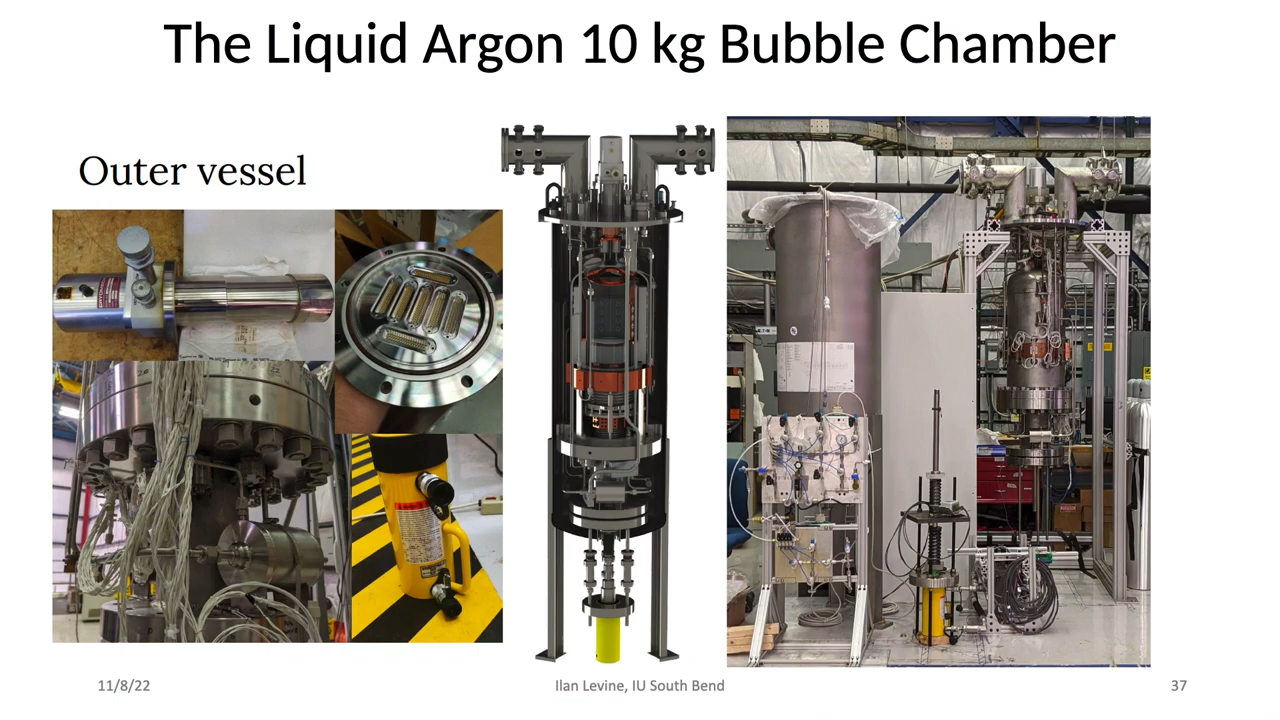 The Liquid Argon 10 kg Bubble Chamber
Outer vessel
11/8/22
Ilan Levine, IU South Bend
37